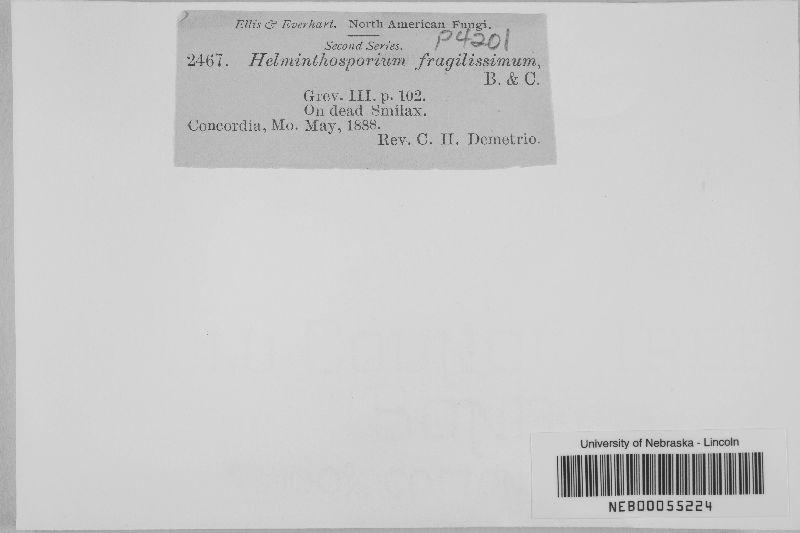 Ellis & Everhart. North American Fungi.
Second Series.
P4201
2467. Helminthosporium fragilissimum,
B. & C.
Grev. III. p. 102.
On dead Smilax.
Concordia, Mo. May, 1888.
Rev. C. H. Demetrio.
University of Nebraska - Lincoln
NEB00055224